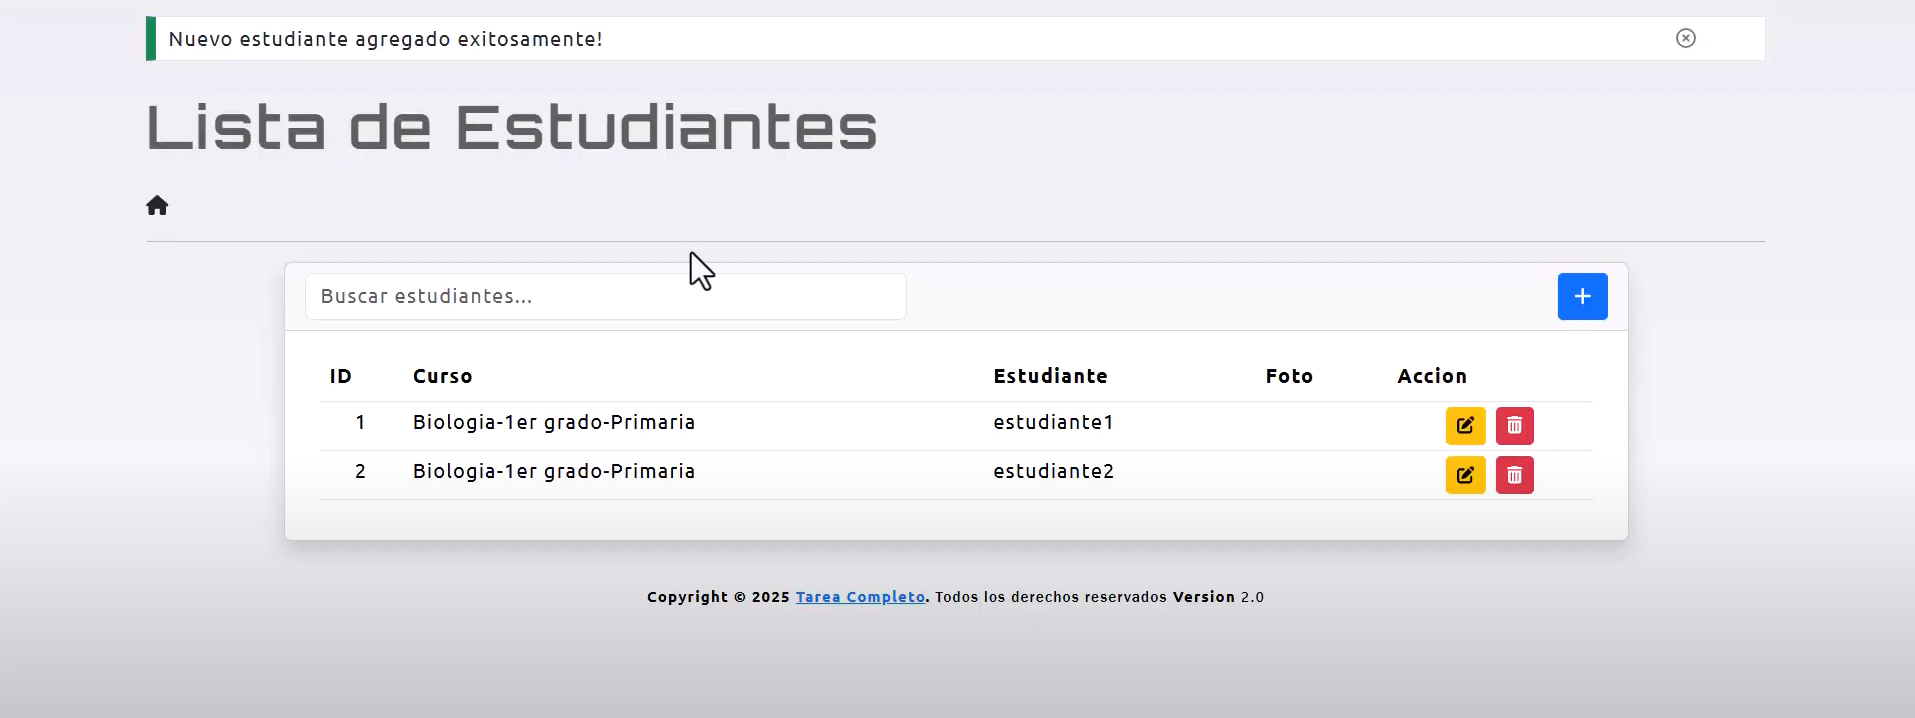 Nuevo estudiante agregado exitosamente!
Lista de Estudiantes
Buscar estudiantes...
ID Curso Estudiante Foto Accion
1 Biologia-1er grado-Primaria estudiante1
2 Biologia-1er grado-Primaria estudiante2
Copyright © 2025 Tarea Completo. Todos los derechos reservados Version 2.0